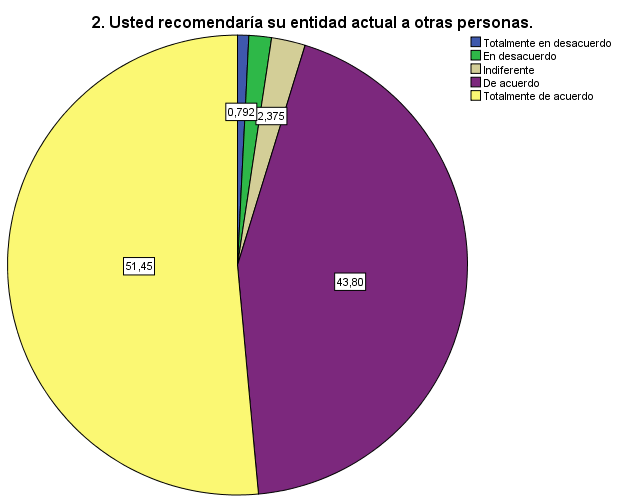 2. Usted recomendaría su entidad actual a otras personas.
Totalmente en desacuerdo
En desacuerdo
Indiferente
De acuerdo
Totalmente de acuerdo
0,792
2,375
51,45
43,80